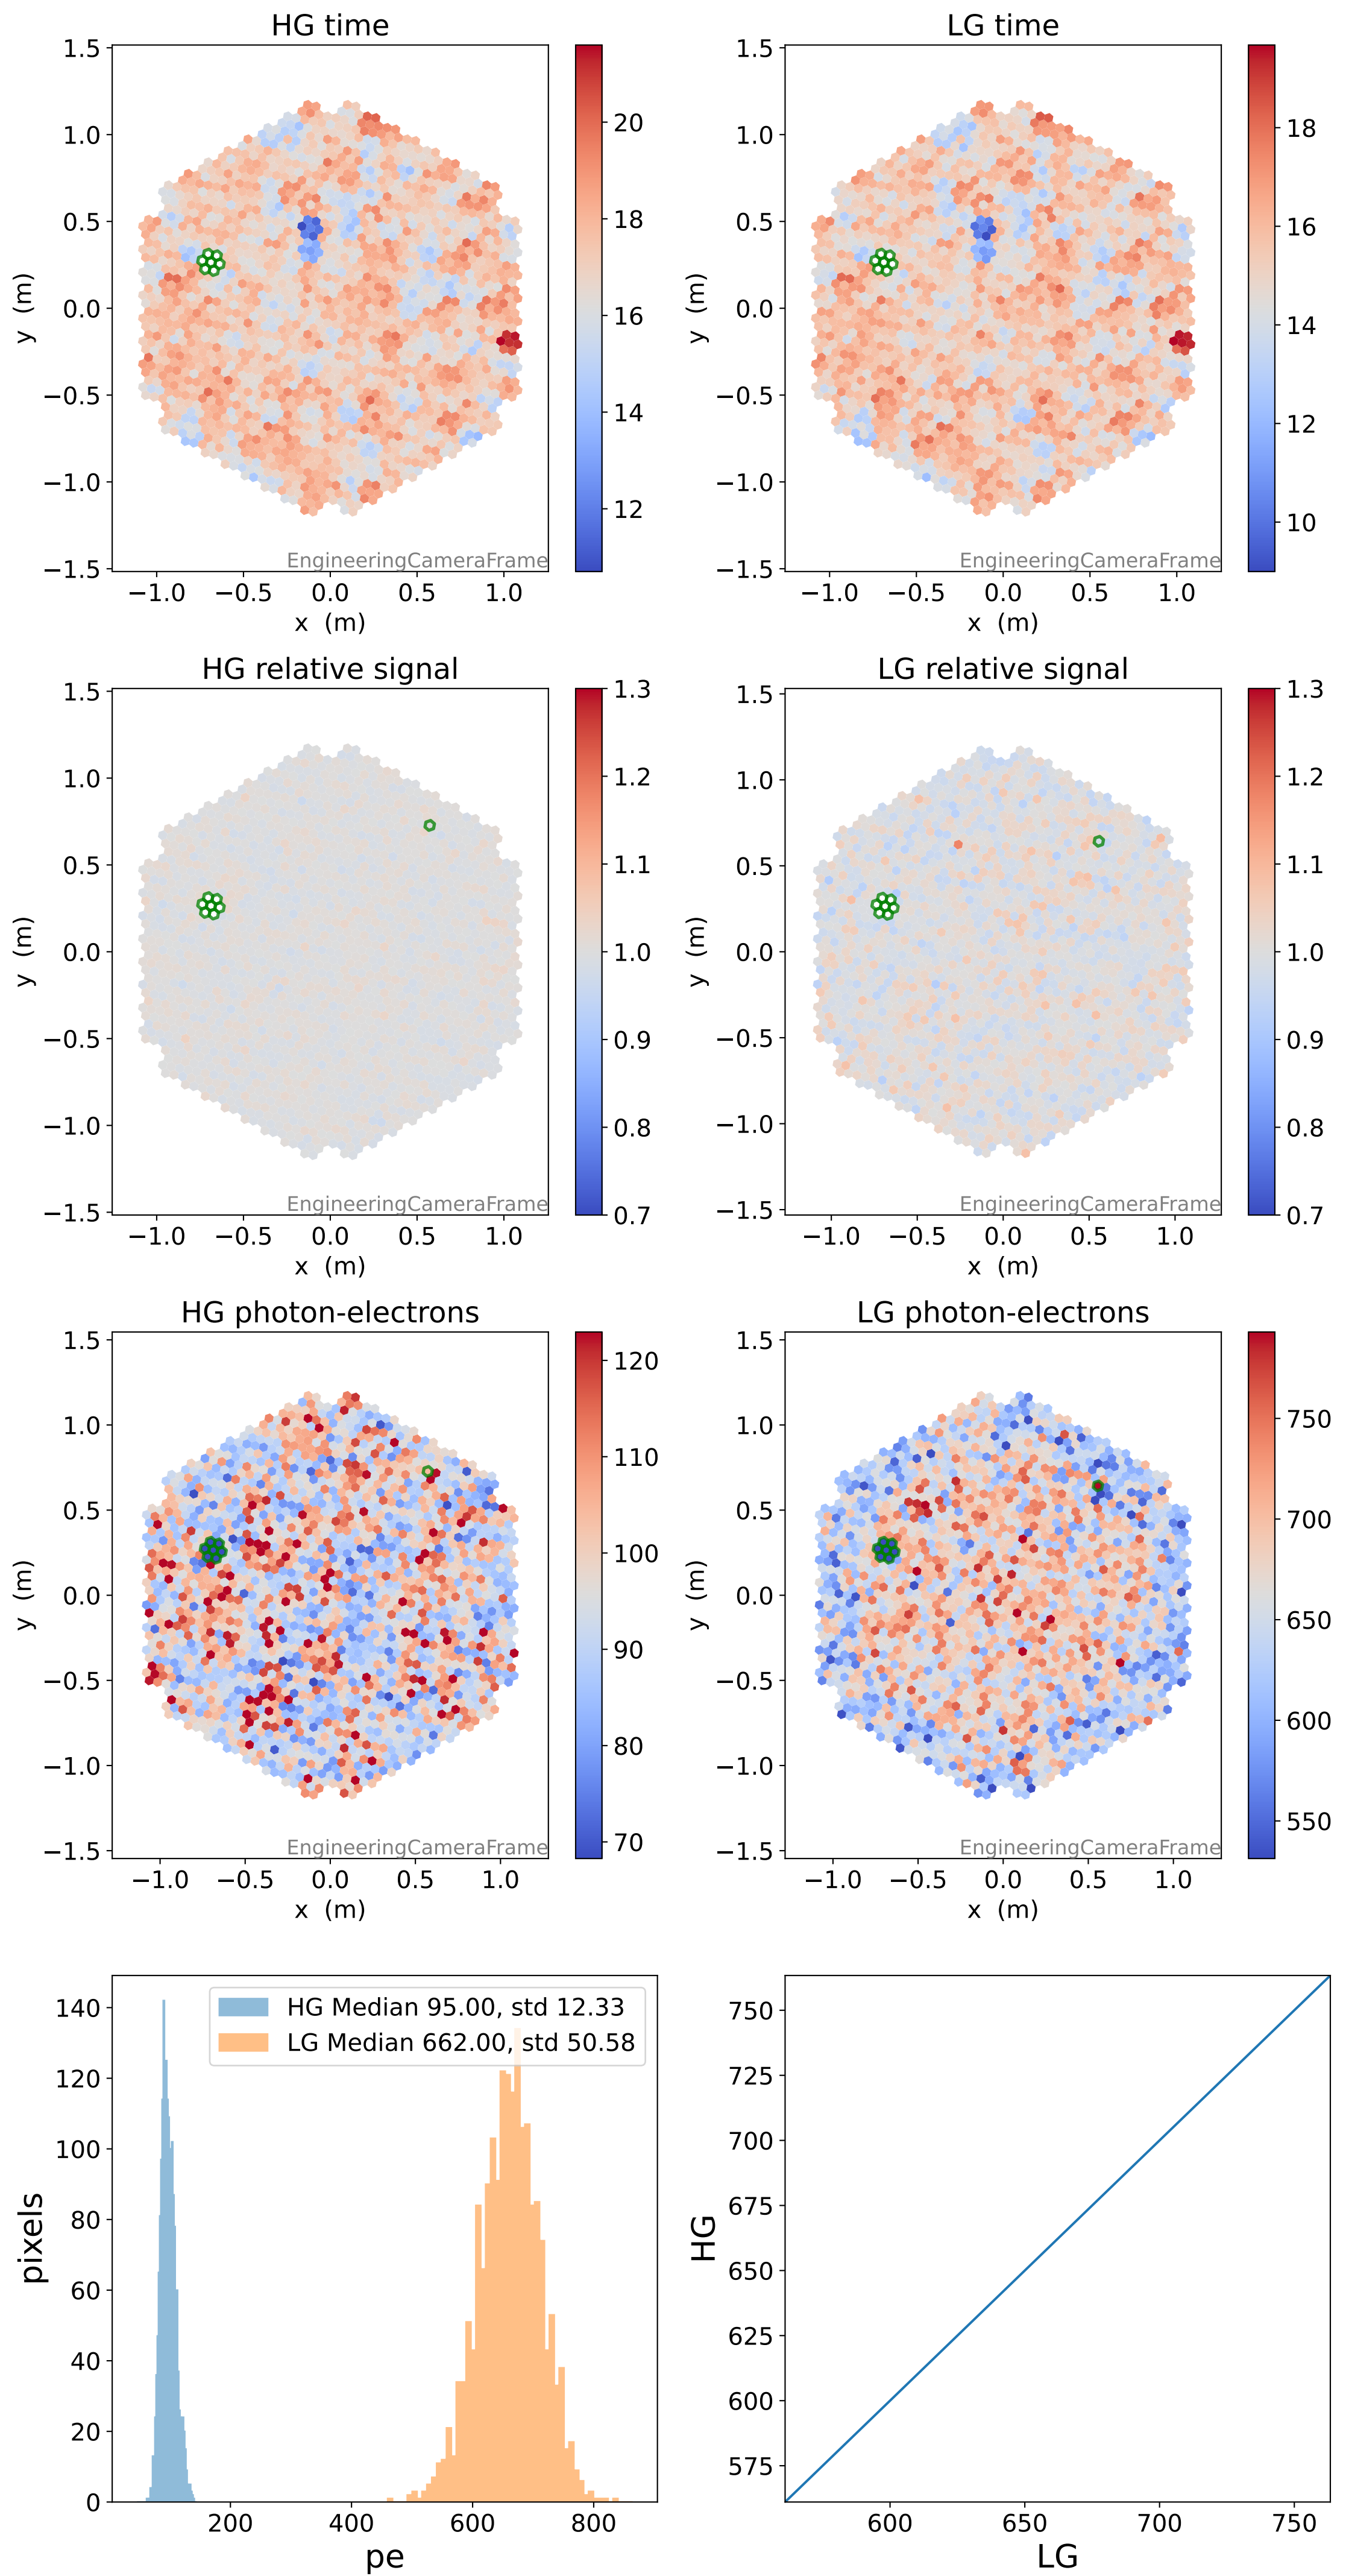 HG time
1.5
1.0
0.5
0.0
−0.5
−1.0
−1.5
y (m)
EngineeringCameraFrame
−1.0 −0.5 0.0 0.5 1.0
x (m)
20
18
16
14
12
LG time
1.5
1.0
0.5
0.0
−0.5
−1.0
−1.5
y (m)
EngineeringCameraFrame
−1.0 −0.5 0.0 0.5 1.0
x (m)
18
16
14
12
10
HG relative signal
1.5
1.0
0.5
0.0
−0.5
−1.0
−1.5
y (m)
EngineeringCameraFrame
−1.0 −0.5 0.0 0.5 1.0
x (m)
1.3
1.2
1.1
1.0
0.9
0.8
0.7
LG relative signal
1.5
1.0
0.5
0.0
−0.5
−1.0
−1.5
y (m)
EngineeringCameraFrame
−1.0 −0.5 0.0 0.5 1.0
x (m)
1.3
1.2
1.1
1.0
0.9
0.8
0.7
HG photon-electrons
1.5
1.0
0.5
0.0
−0.5
−1.0
−1.5
y (m)
EngineeringCameraFrame
−1.0 −0.5 0.0 0.5 1.0
x (m)
120
110
100
90
80
70
LG photon-electrons
1.5
1.0
0.5
0.0
−0.5
−1.0
−1.5
y (m)
EngineeringCameraFrame
−1.0 −0.5 0.0 0.5 1.0
x (m)
750
700
650
600
550
HG Median 95.00, std 12.33
LG Median 662.00, std 50.58
140
120
100
80
60
40
20
0
pixels
200 400 600 800
pe
750
725
700
675
650
625
600
575
HG
600 650 700 750
LG